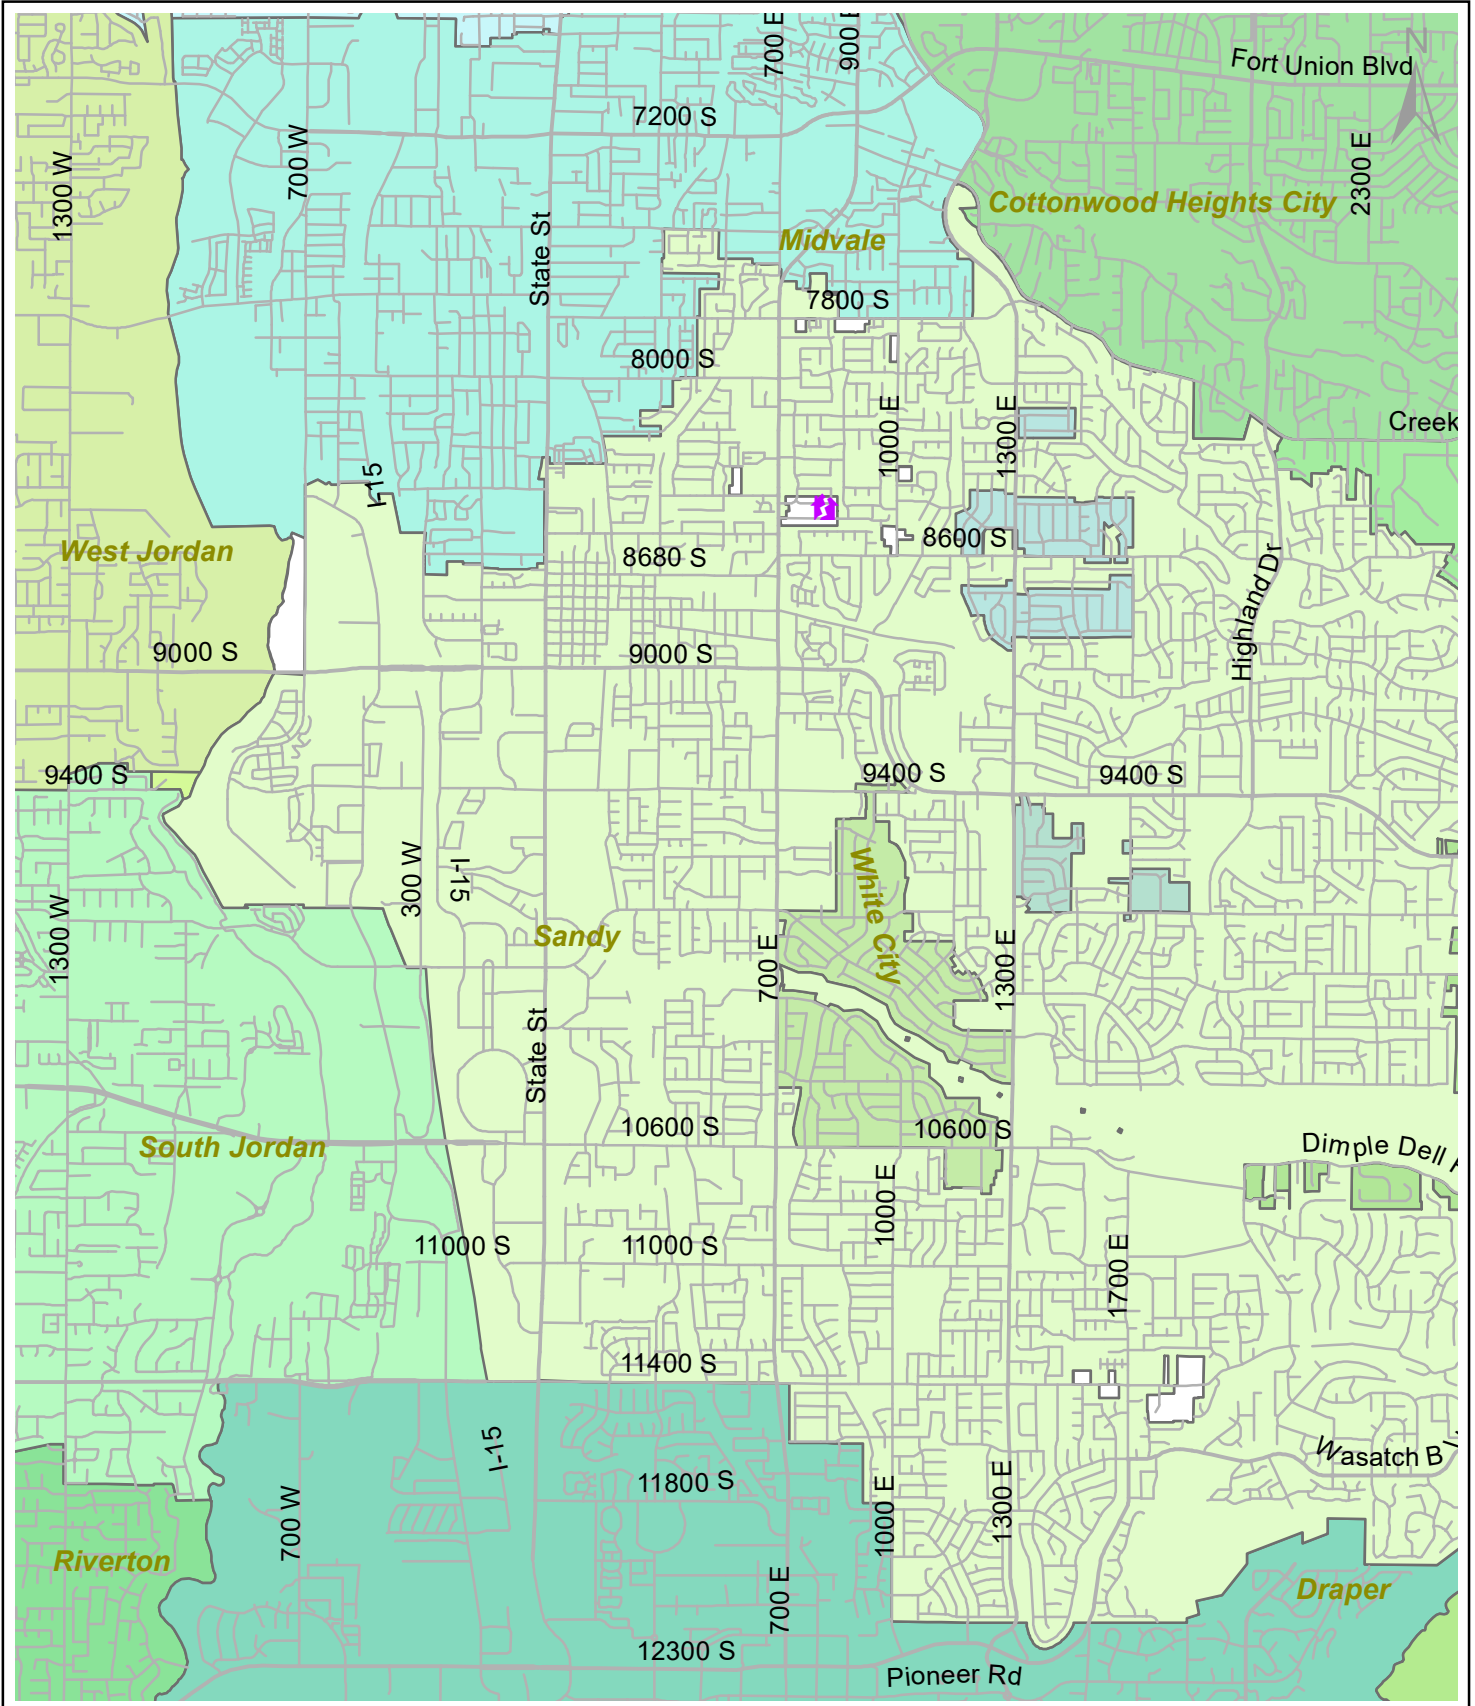 700 E
900 E
N
Fort Union Blvd
7200 S
1300 W
700 W
2300 E
Cottonwood Heights City
State St
Midvale
7800 S
8000 S
1000 E
1300 E
Creek
I-15
West Jordan
8600 S
8680 S
Highland Dr
9000 S
9000 S
9400 S
9400 S
9400 S
300 W
I-15
White City
1300 W
Sandy
700 E
1300 E
State St
10600 S
10600 S
South Jordan
Dimple Dell
1000 E
11000 S
11000 S
1700 E
11400 S
I-15
Wasatch B
11800 S
700 W
1000 E
1300 E
Riverton
700 E
Draper
12300 S
Pioneer Rd